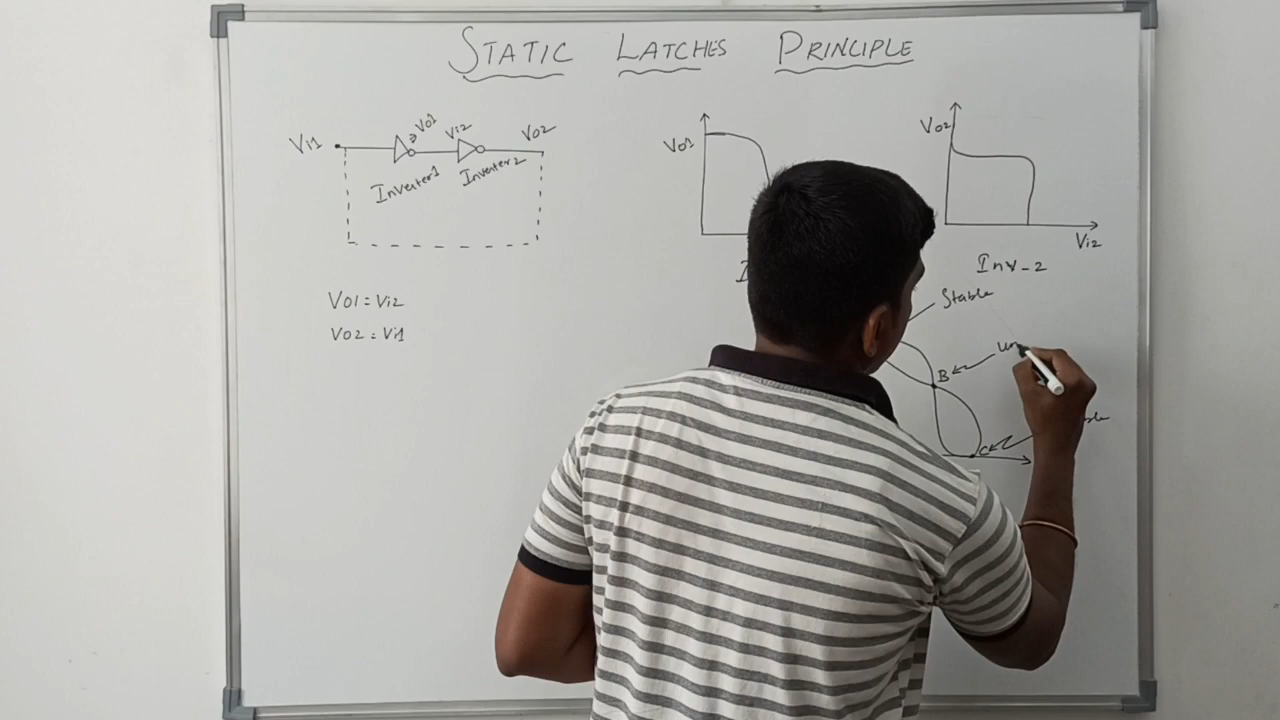 STATIC LATCHES PRINCIPLE
Vi1
Vo1
Vi2
Vo2
Inverter1
Inverter2
Vo1 = Vi2
Vo2 = Vi1
Vo1
Vo2
Vi2
Inv-2
Stable
B
Un
C